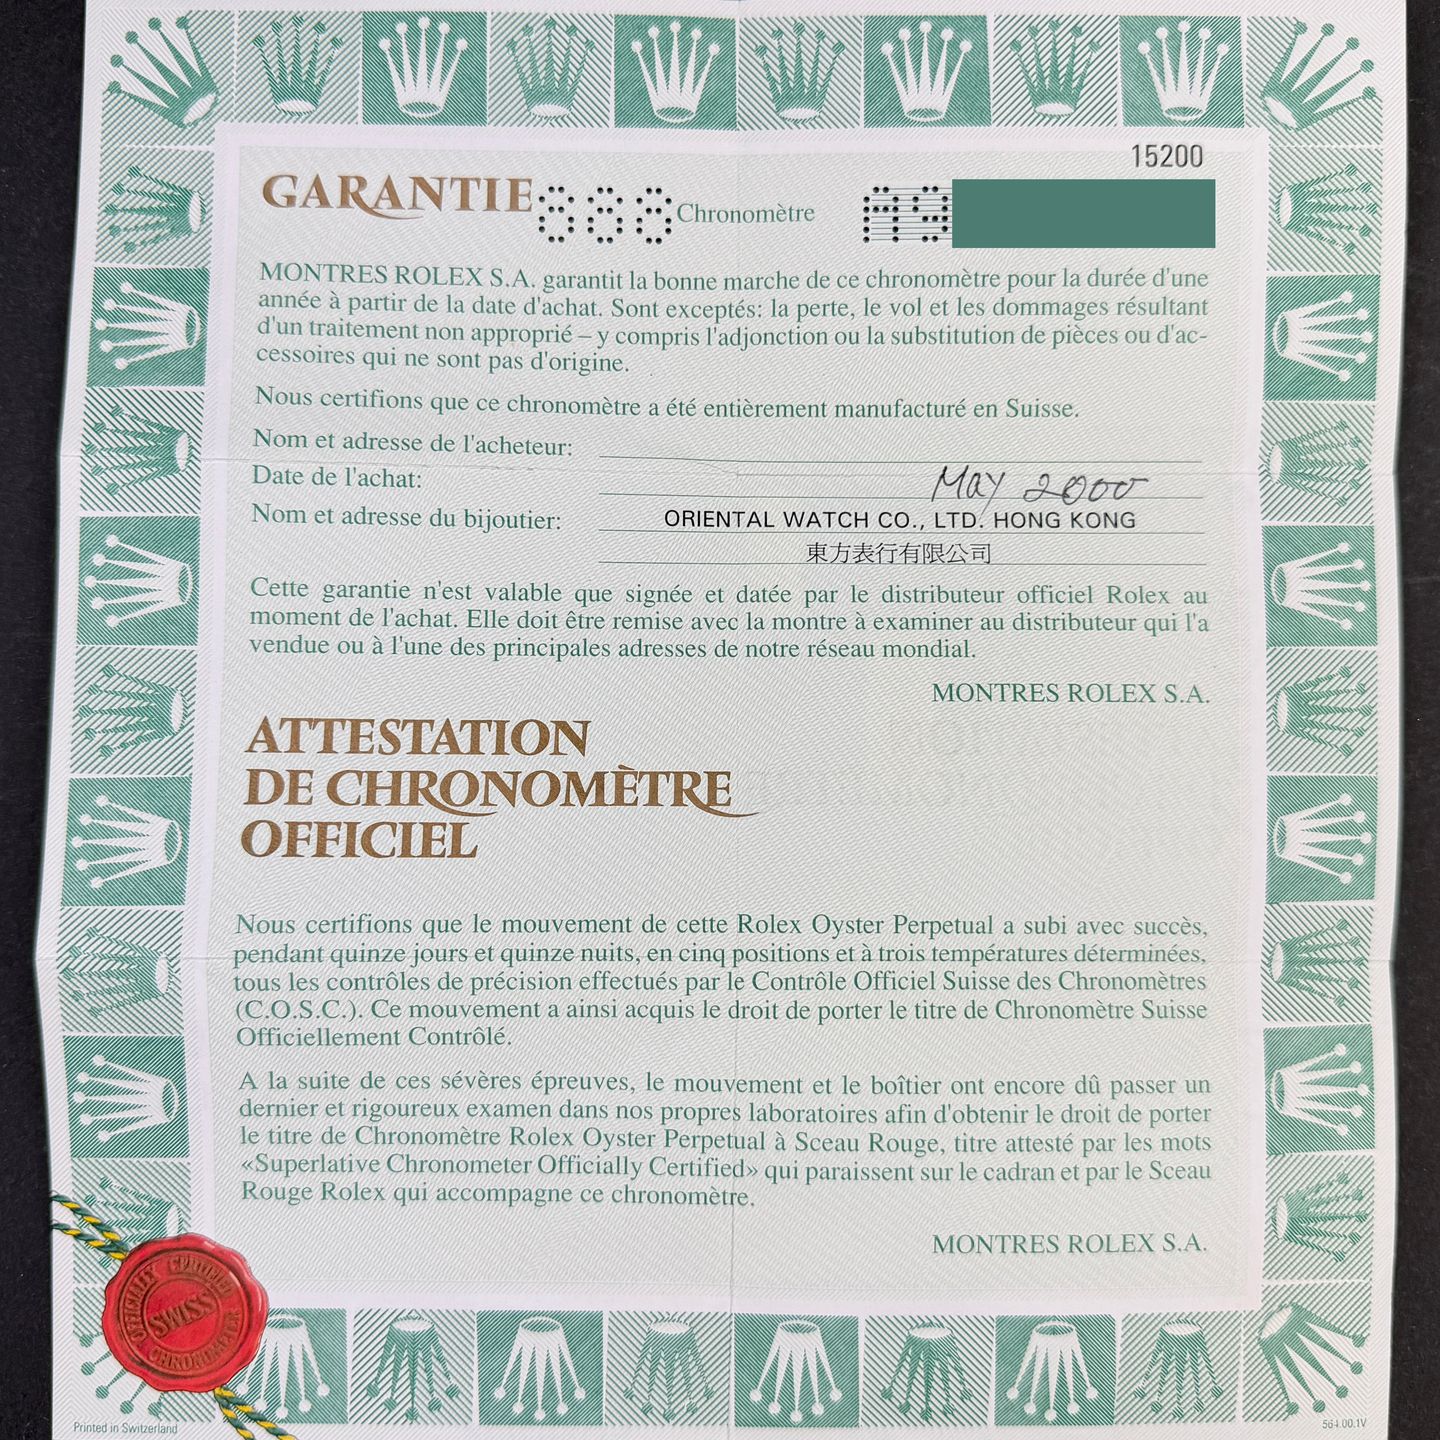 15200
GARANTIE 888 Chronomètre A9
MONTRES ROLEX S.A. garantit la bonne marche de ce chronomètre pour la durée d'une
année à partir de la date d'achat. Sont exceptés: la perte, le vol et les dommages résultant
d'un traitement non approprié – y compris l'adjonction ou la substitution de pièces ou d'ac-
cessoires qui ne sont pas d'origine.
Nous certifions que ce chronomètre a été entièrement manufacturé en Suisse.
Nom et adresse de l'acheteur:
Date de l'achat: May 2000
Nom et adresse du bijoutier: ORIENTAL WATCH CO., LTD. HONG KONG
東方表行有限公司
Cette garantie n'est valable que signée et datée par le distributeur officiel Rolex au
moment de l'achat. Elle doit être remise avec la montre à examiner au distributeur qui l'a
vendue ou à l'une des principales adresses de notre réseau mondial.
MONTRES ROLEX S.A.
ATTESTATION
DE CHRONOMÈTRE
OFFICIEL
Nous certifions que le mouvement de cette Rolex Oyster Perpetual a subi avec succès,
pendant quinze jours et quinze nuits, en cinq positions et à trois températures déterminées,
tous les contrôles de précision effectués par le Contrôle Officiel Suisse des Chronomètres
(C.O.S.C.). Ce mouvement a ainsi acquis le droit de porter le titre de Chronomètre Suisse
Officiellement Contrôlé.
A la suite de ces sévères épreuves, le mouvement et le boîtier ont encore dû passer un
dernier et rigoureux examen dans nos propres laboratoires afin d'obtenir le droit de porter
le titre de Chronomètre Rolex Oyster Perpetual à Sceau Rouge, titre attesté par les mots
«Superlative Chronometer Officially Certified» qui paraissent sur le cadran et par le Sceau
Rouge Rolex qui accompagne ce chronomètre.
MONTRES ROLEX S.A.
OFFICIALLY CERTIFIED
SWISS
CHRONOMETER
Printed in Switzerland
564.00.1V